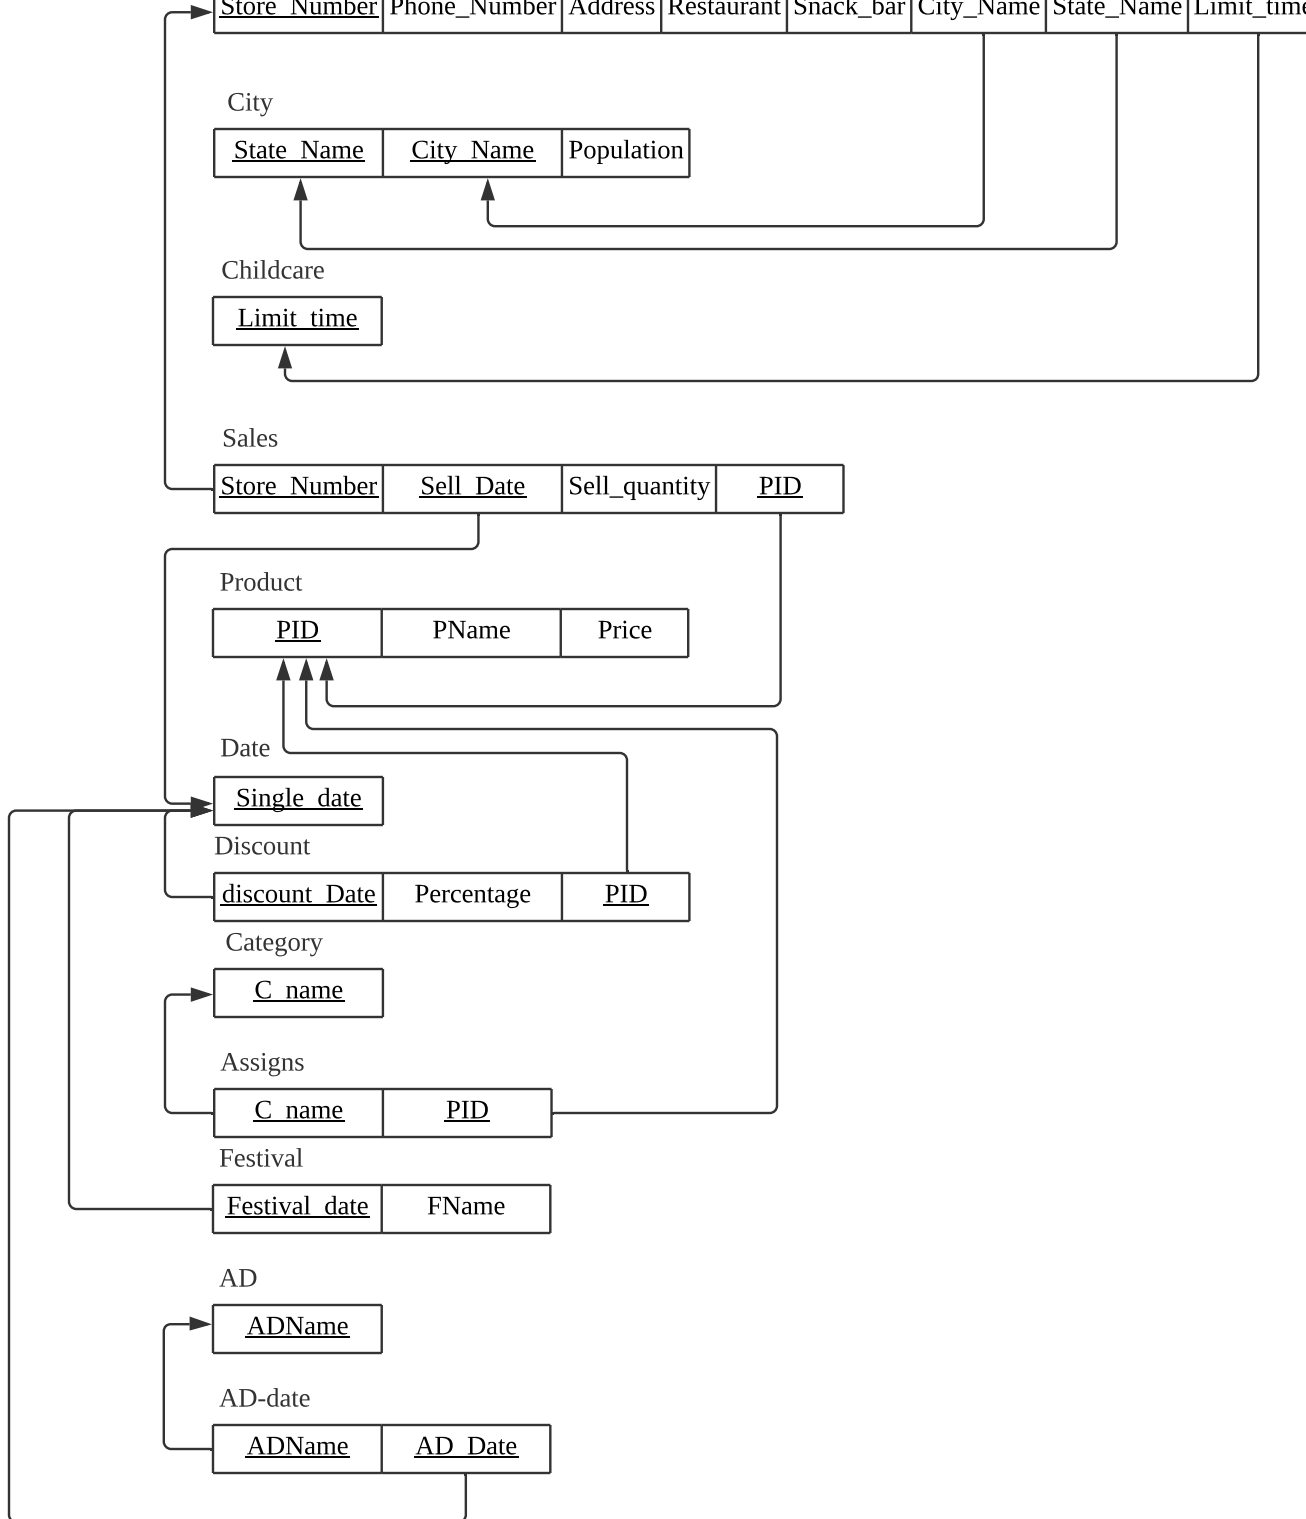 Store_Number Phone_Number Address Restaurant Snack_bar City_Name State_Name Limit_time
City
State_Name City_Name Population
Childcare
Limit_time
Sales
Store_Number Sell_Date Sell_quantity PID
Product
PID PName Price
Date
Single_date
Discount
discount_Date Percentage PID
Category
C_name
Assigns
C_name PID
Festival
Festival_date FName
AD
ADName
AD-date
ADName AD_Date